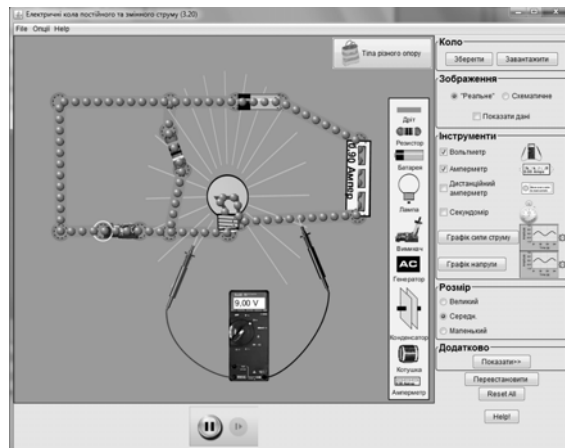 Електричні кола постійного та змінного струму (3.20)
File Опції Help
Тіла різного опору
0.90 Ампер
9,00 V
Дріт
Резистор
Батарея
Лампа
Вимикач
AC
Генератор
Конденсатор
Котушка
Амперметр
Коло
Зберегти Завантажити
Зображення
"Реальне" Схематичне
Показати дані
Інструменти
Вольтметр
Амперметр
Дистанційний
амперметр
Секундомір
Графік сили струму
Графік напруги
Розмір
Великий
Середн.
Маленький
Додатково
Показати>>
Перевстановити
Reset All
Help!